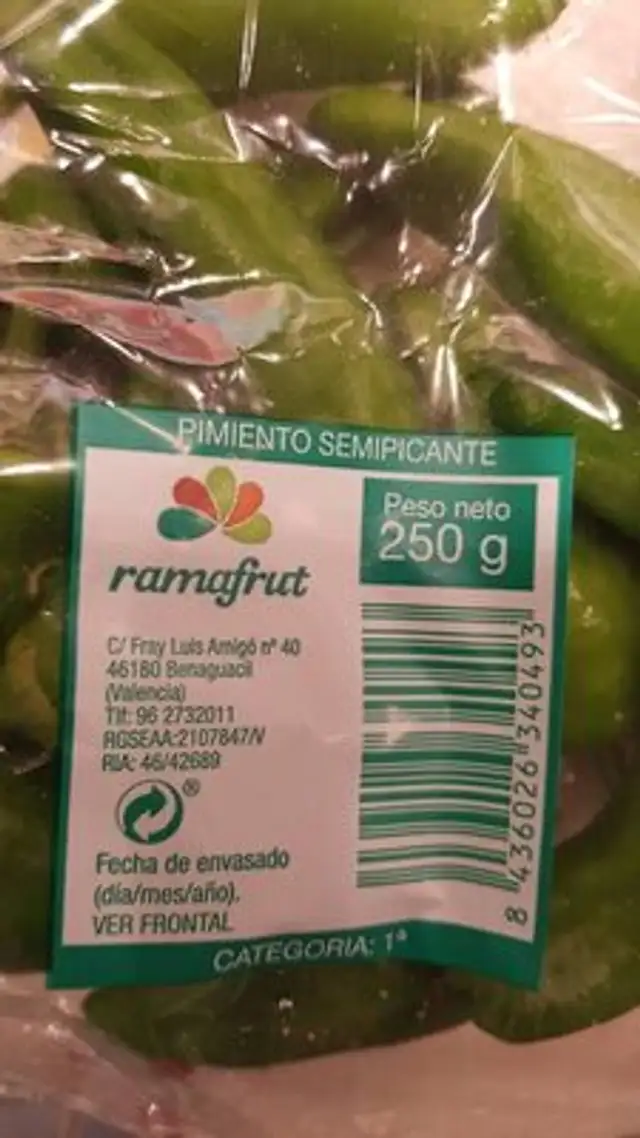 PIMIENTO SEMIPICANTE
ramafrut
Peso neto
250 g
C/ Fray Luis Amigó nº 40
46180 Benaguacil
(Valencia)
Tlf: 96 2732011
RGSEAA:2107847/V
RIA: 46/42689
®
Fecha de envasado
(día/mes/año).
VER FRONTAL
8 436026 340493
CATEGORIA: 1ª